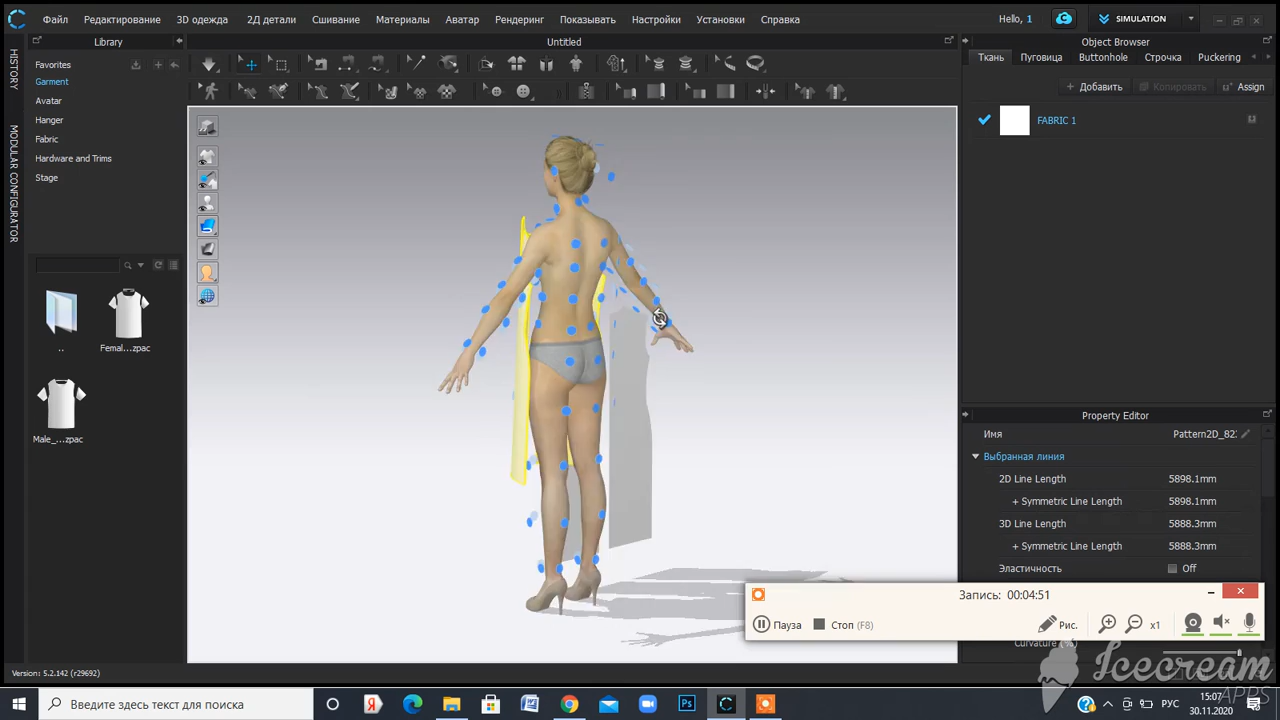 Файл Редактирование 3D одежда 2Д детали Сшивание Материалы Аватар Рендеринг Показывать Настройки Установки Справка Hello, 1 SIMULATION
HISTORY
MODULAR CONFIGURATOR
Library
Favorites
Garment
Avatar
Hanger
Fabric
Hardware and Trims
Stage
..
Femal...zpac
Male_...zpac
Untitled
Object Browser
Ткань Пуговица Buttonhole Строчка Puckering
+ Добавить Копировать Assign
FABRIC 1
Property Editor
Имя Pattern2D_82
Выбранная линия
2D Line Length 5898.1mm
+ Symmetric Line Length 5898.1mm
3D Line Length 5888.3mm
+ Symmetric Line Length 5888.3mm
Эластичность Off
Запись: 00:04:51
Пауза Стоп (F8) Рис. x1
Curvature (%)
Icecream
APPS
Version: 5.2.142 (r29692)
Введите здесь текст для поиска
РУС
15:07
30.11.2020